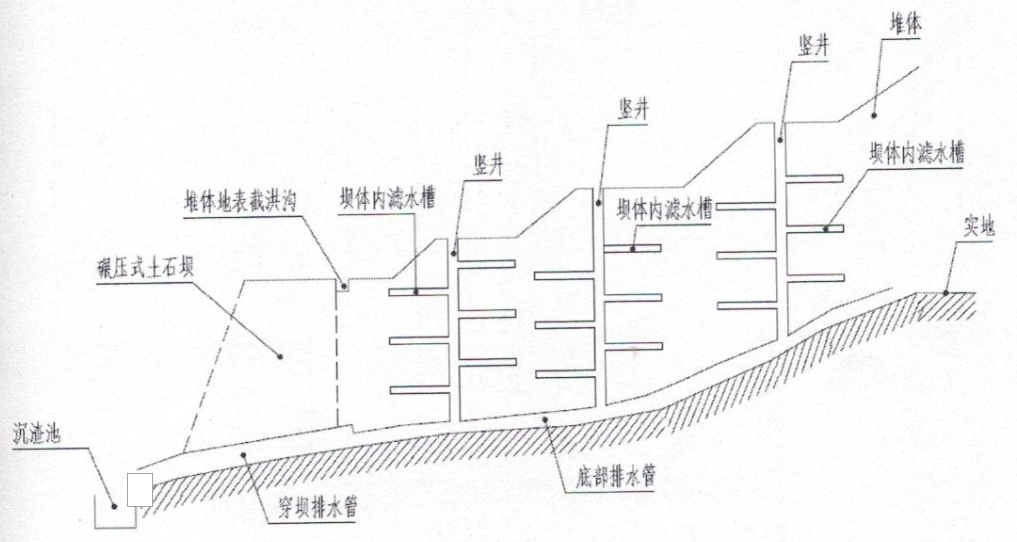 堆体
竖井
竖井
坝体内滤水槽
竖井
堆体地表截洪沟
坝体内滤水槽
坝体内滤水槽
实地
碾压式土石坝
沉渣池
底部排水管
穿坝排水管